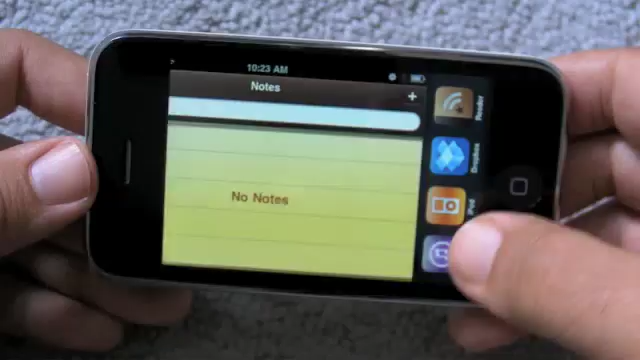 10:23 AM
Notes
+
No Notes
Reeder
Dropbox
iPod